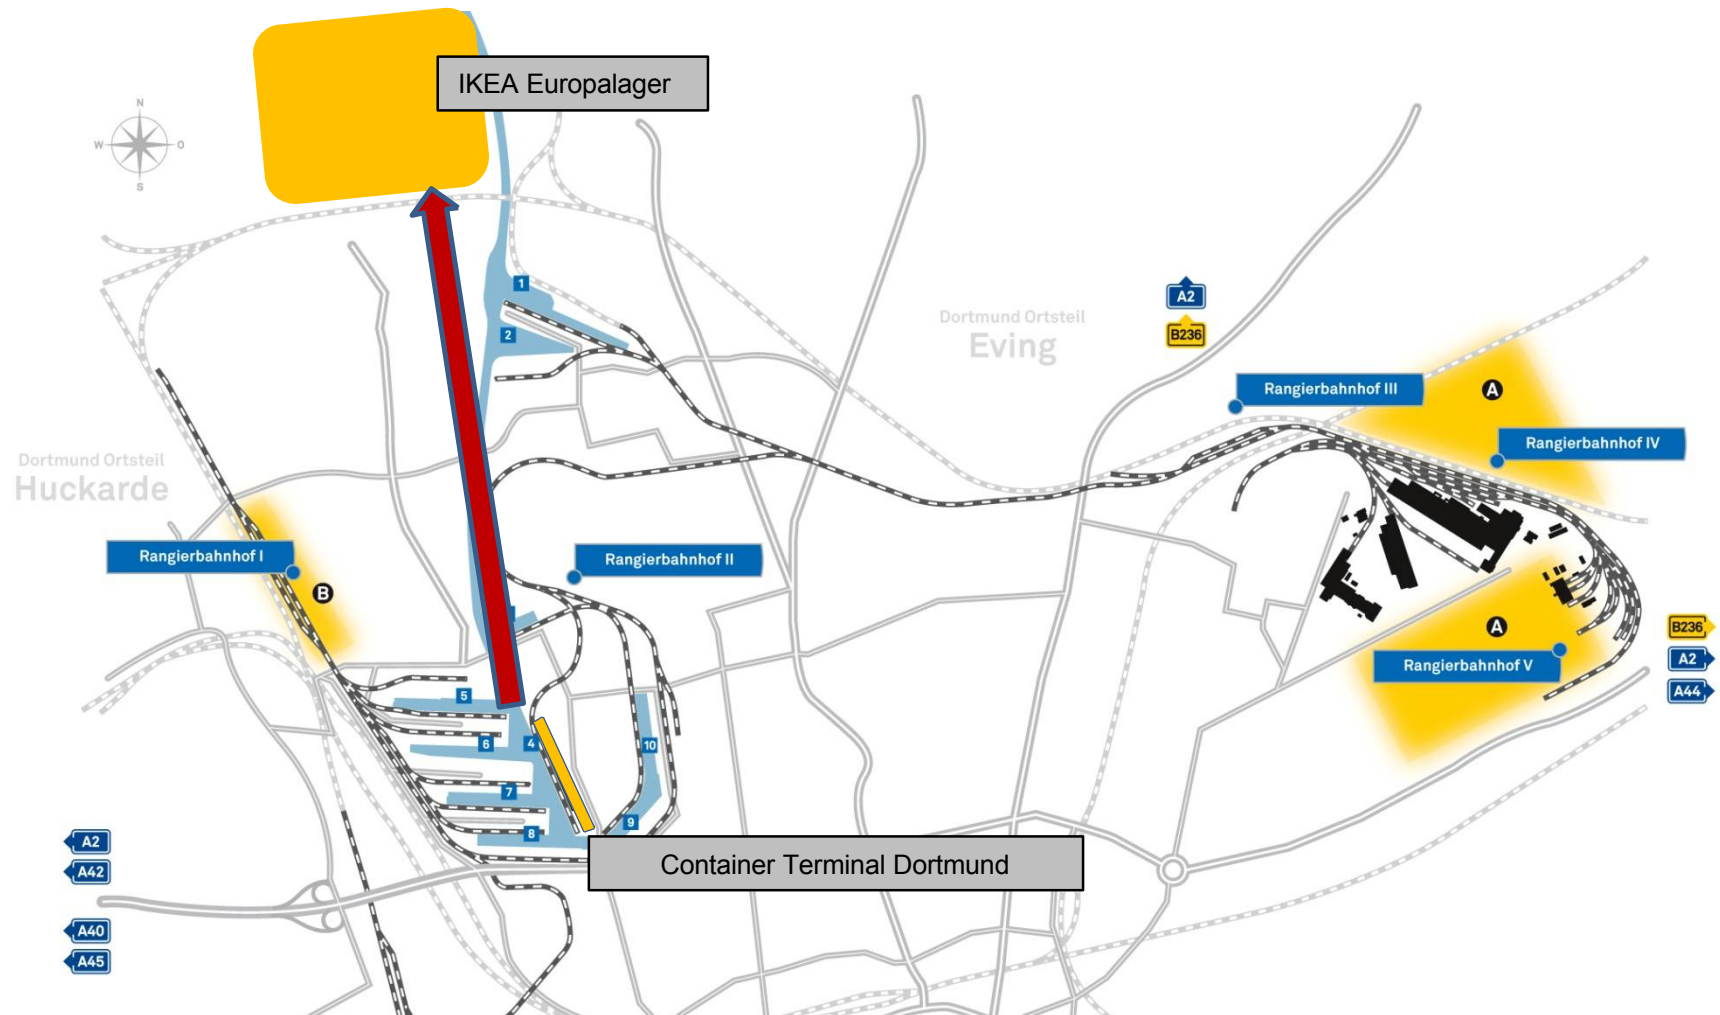 IKEA Europalager
N
W
O
S
1
A2
2
B236
Dortmund Ortsteil
Eving
Rangierbahnhof III
A
Rangierbahnhof IV
Dortmund Ortsteil
Huckarde
Rangierbahnhof I
Rangierbahnhof II
B
A
B236
Rangierbahnhof V
A2
A44
5
6
4
10
7
8
9
A2
A42
Container Terminal Dortmund
A40
A45